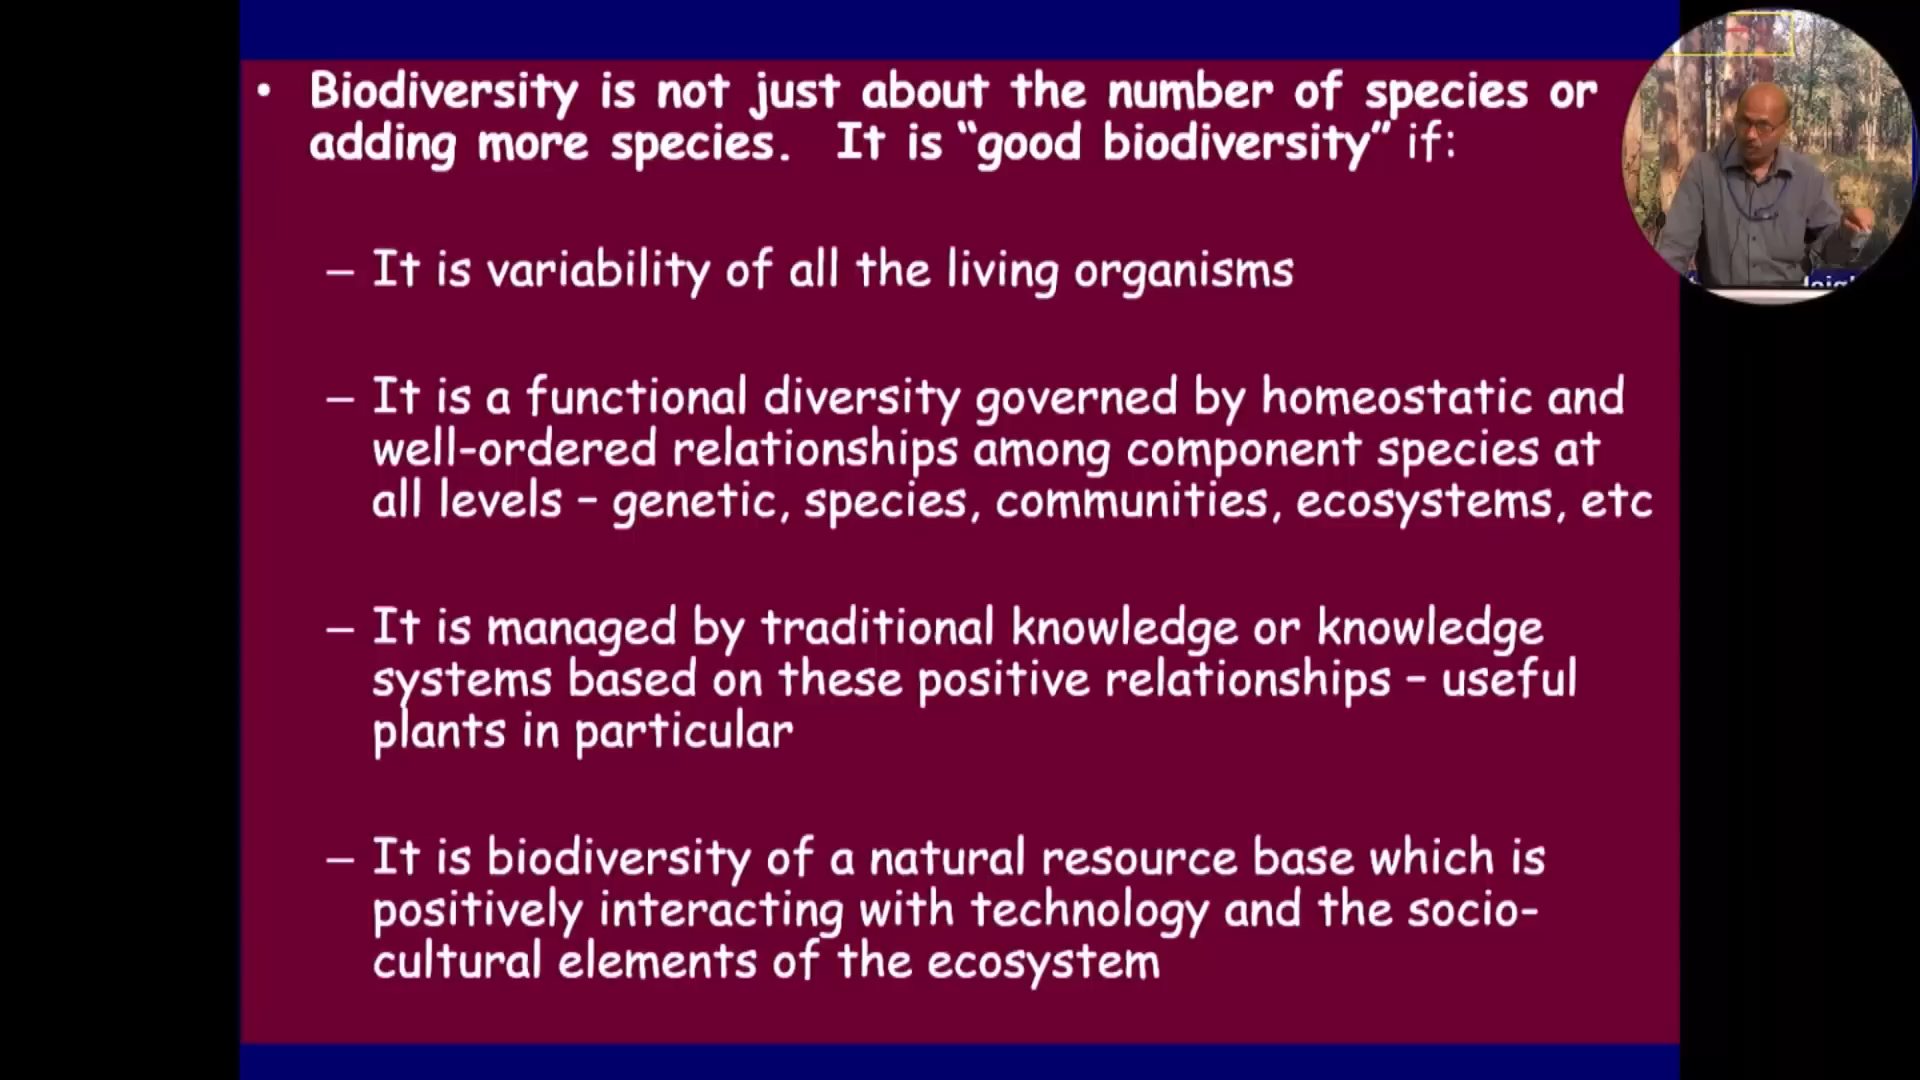 • Biodiversity is not just about the number of species or
adding more species. It is “good biodiversity” if:
– It is variability of all the living organisms
– It is a functional diversity governed by homeostatic and
well-ordered relationships among component species at
all levels – genetic, species, communities, ecosystems, etc
– It is managed by traditional knowledge or knowledge
systems based on these positive relationships – useful
plants in particular
– It is biodiversity of a natural resource base which is
positively interacting with technology and the socio-
cultural elements of the ecosystem